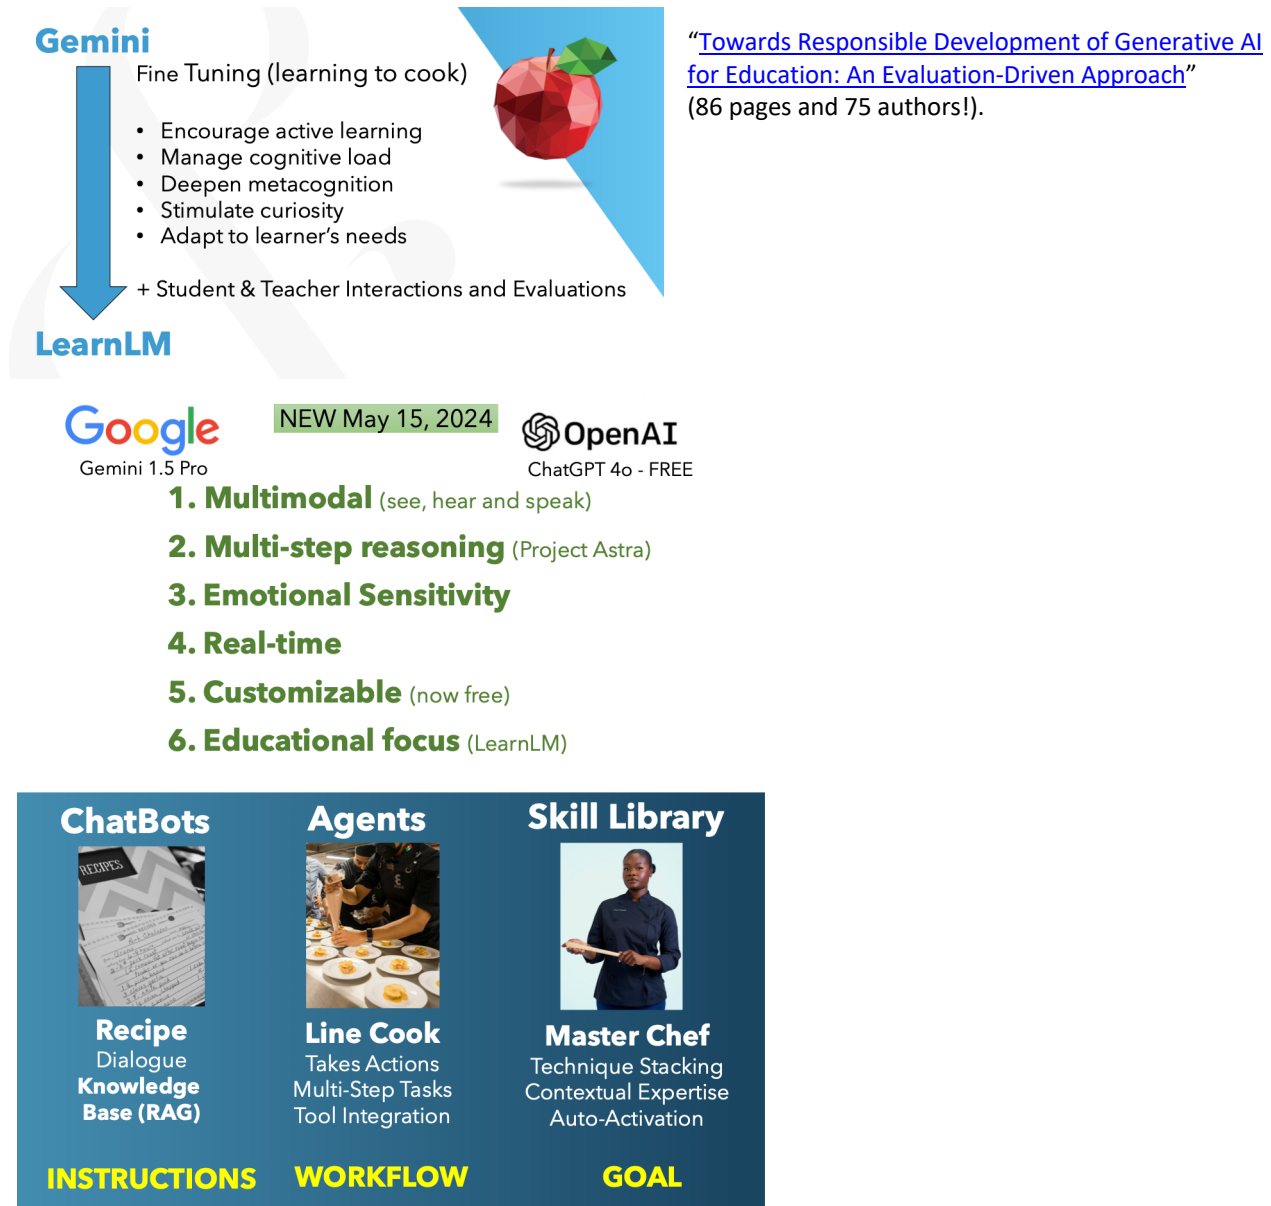 Gemini
Fine Tuning (learning to cook)
• Encourage active learning
• Manage cognitive load
• Deepen metacognition
• Stimulate curiosity
• Adapt to learner's needs
+ Student & Teacher Interactions and Evaluations
LearnLM
“Towards Responsible Development of Generative AI
for Education: An Evaluation-Driven Approach”
(86 pages and 75 authors!).
Google
Gemini 1.5 Pro
NEW May 15, 2024
OpenAI
ChatGPT 4o - FREE
1. Multimodal (see, hear and speak)
2. Multi-step reasoning (Project Astra)
3. Emotional Sensitivity
4. Real-time
5. Customizable (now free)
6. Educational focus (LearnLM)
ChatBots
RECIPES
Recipe
Dialogue
Knowledge
Base (RAG)
INSTRUCTIONS
Agents
Line Cook
Takes Actions
Multi-Step Tasks
Tool Integration
WORKFLOW
Skill Library
Master Chef
Technique Stacking
Contextual Expertise
Auto-Activation
GOAL